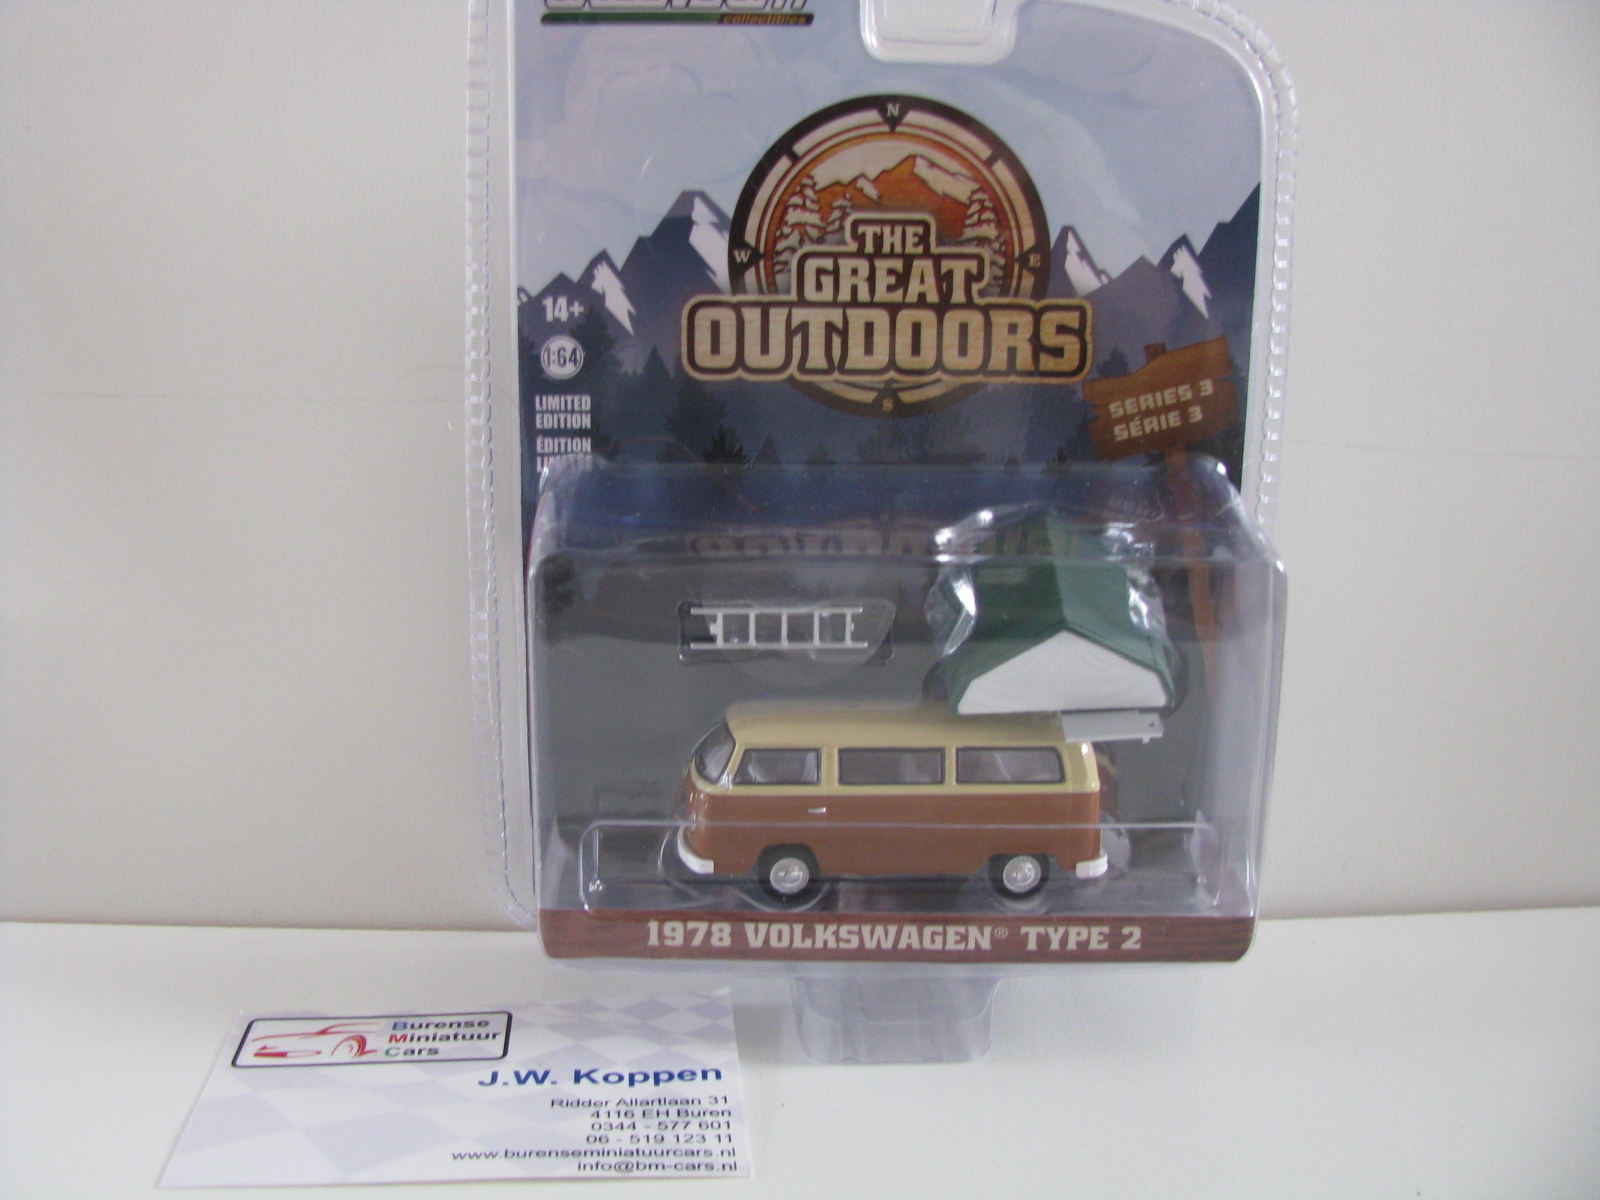 collectibles
N
W
E
THE
GREAT
OUTDOORS
S
14+
1:64
LIMITED
EDITION
ÉDITION
SERIES 3
SÉRIE 3
1978 VOLKSWAGEN® TYPE 2
Burense
Miniatuur
Cars
J.W. Koppen
Ridder Allartlaan 31
4116 EH Buren
0344 - 577 601
06 - 519 123 11
www.burenseminiatuurcars.nl
info@bm-cars.nl